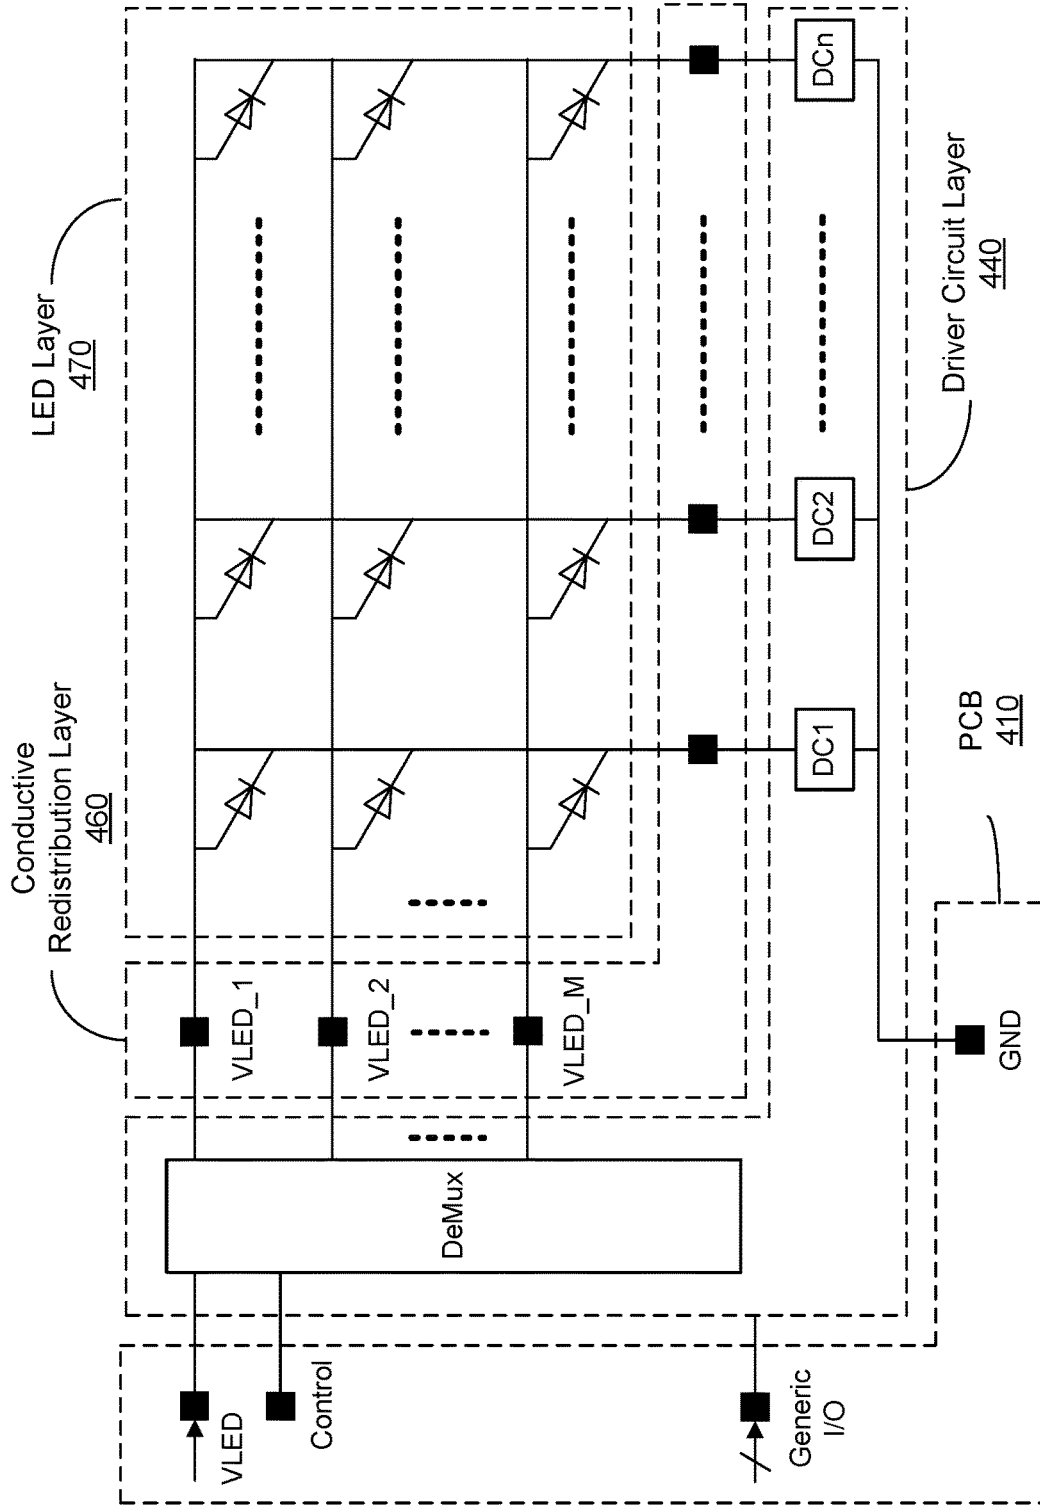 LED Layer
470
Conductive
Redistribution Layer
460
VLED_1
VLED_2
VLED_M
DeMux
VLED
Control
Generic
I/O
DC1
DC2
DCn
Driver Circuit Layer
440
PCB
410
GND